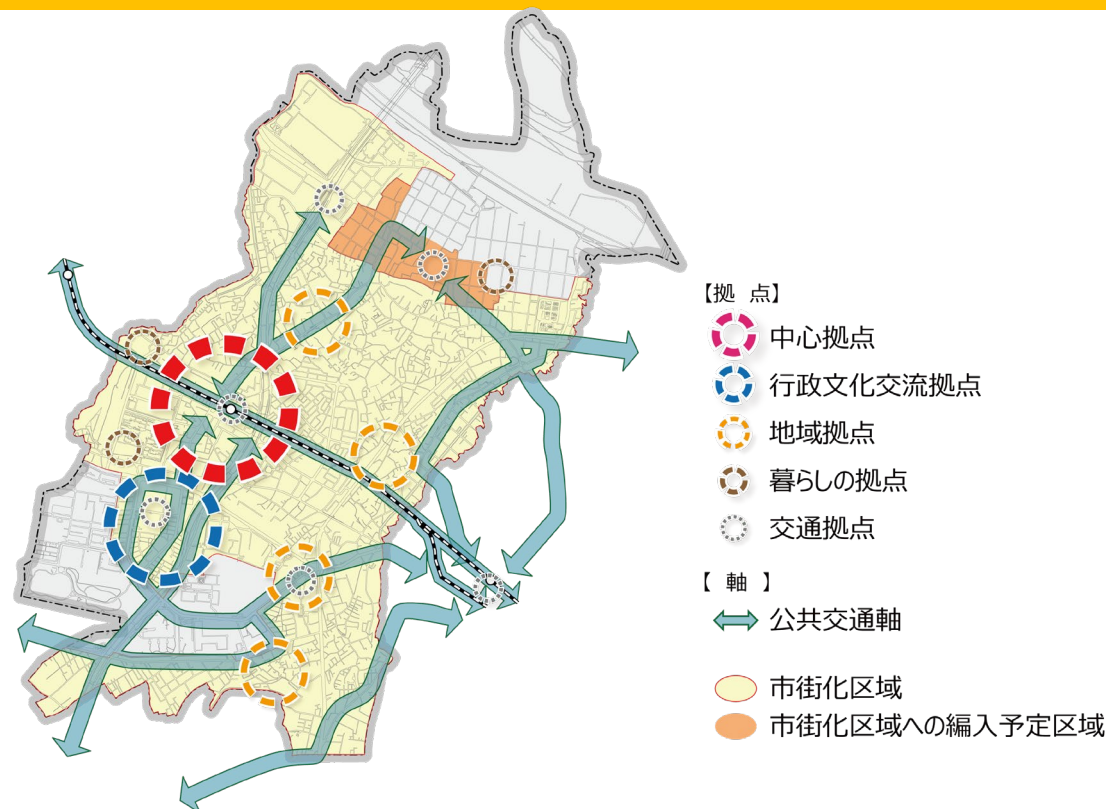 【拠 点】
中心拠点
行政文化交流拠点
地域拠点
暮らしの拠点
交通拠点
【 軸 】
公共交通軸
市街化区域
市街化区域への編入予定区域